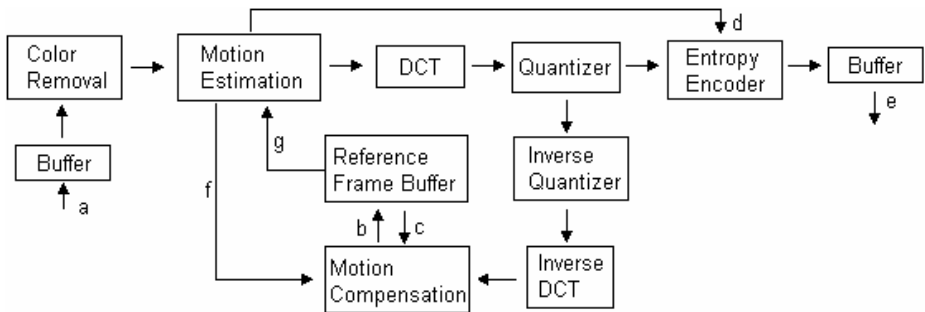 d
Color
Removal
Motion
Estimation
DCT
Quantizer
Entropy
Encoder
Buffer
e
Buffer
a
g
f
Reference
Frame Buffer
Inverse
Quantizer
b
c
Motion
Compensation
Inverse
DCT